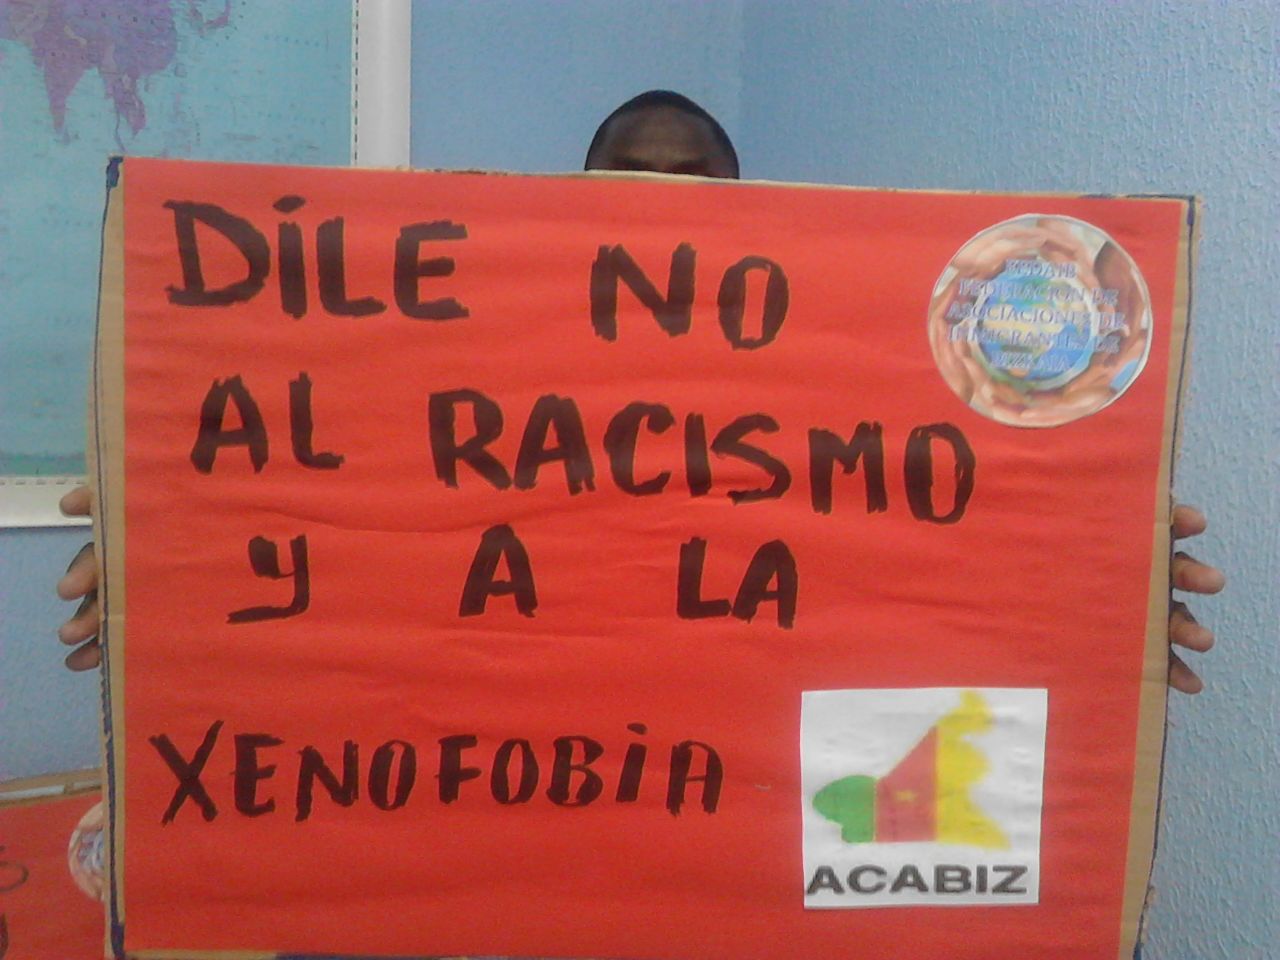 DiLE NO
AL RACISMO
y A LA
XENOFOBiA
FEDAIB
FEDERACION DE
ASOCIACIONES DE
INMIGRANTES DE
BIZKAIA
ACABIZ